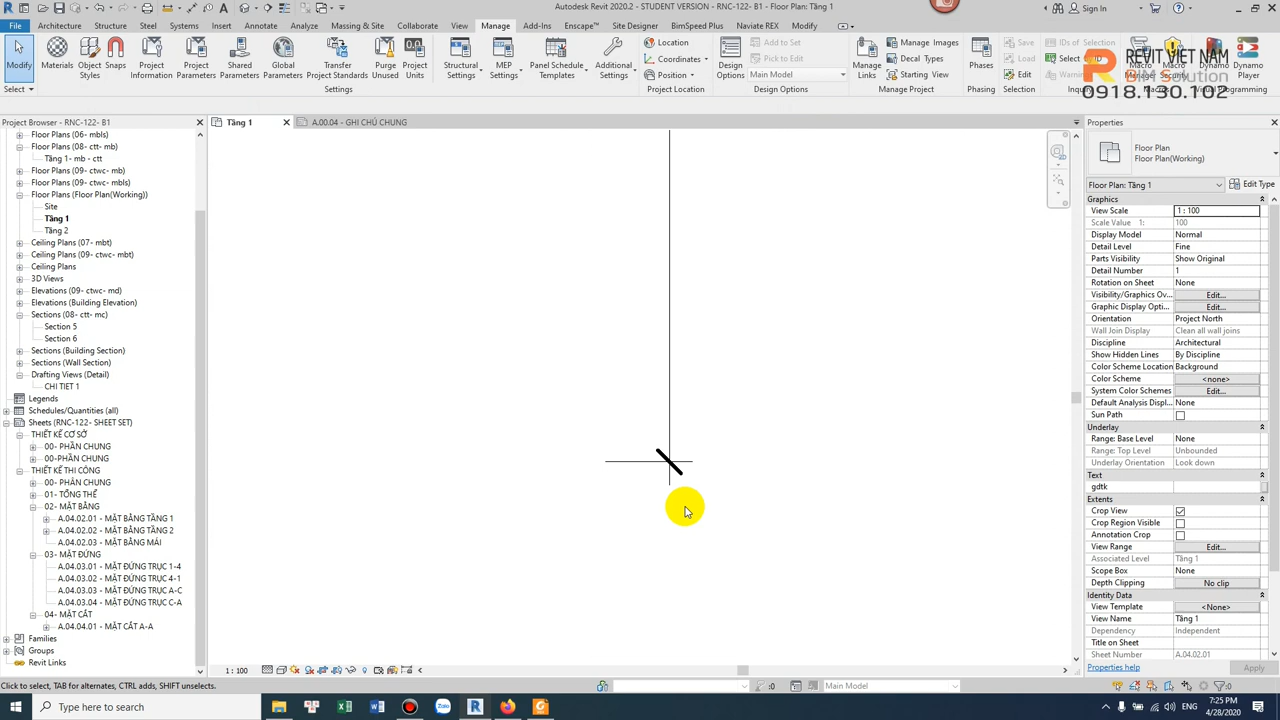 Autodesk Revit 2020.2 - STUDENT VERSION - RNC-122- B1 - Floor Plan: Tầng 1
Sign In
File Architecture Structure Steel Systems Insert Annotate Analyze Massing & Site Collaborate View Manage Add-Ins Enscape™ Site Designer BimSpeed Plus Naviate REX Modify
Modify
Materials
Object Styles
Snaps
Project Information
Project Parameters
Shared Parameters
Global Parameters
Transfer Project Standards
Purge Unused
Project Units
Structural Settings
MEP Settings
Panel Schedule Templates
Additional Settings
Location
Coordinates
Position
Design Options
Add to Set
Pick to Edit
Main Model
Manage Links
Manage Images
Decal Types
Starting View
Phases
Save
Load
Edit
IDs of Selection
Dynamo
Dynamo Player
REVIT VIET NAM
BIM Solution
0918.130.102
Select
Settings
Project Location
Design Options
Manage Project
Phasing
Selection
Inquiry
Macros
Visual Programming
Project Browser - RNC-122- B1
Floor Plans (06- mbls)
Floor Plans (08 - ctt- mb)
Tầng 1- mb - ctt
Floor Plans (09- ctwc- mb)
Floor Plans (09- ctwc- mbls)
Floor Plans (Floor Plan(Working))
Site
Tầng 1
Tầng 2
Ceiling Plans (07- mbt)
Ceiling Plans (09- ctwc- mbt)
Ceiling Plans
3D Views
Elevations (09- ctwc- md)
Elevations (Building Elevation)
Sections (08- ctt- mc)
Section 5
Section 6
Sections (Building Section)
Sections (Wall Section)
Drafting Views (Detail)
CHI TIET 1
Legends
Schedules/Quantities (all)
Sheets (RNC-122- SHEET SET)
THIẾT KẾ CƠ SỞ
00- PHẦN CHUNG
00-PHẦN CHUNG
THIẾT KẾ THI CÔNG
00- PHẦN CHUNG
01- TỔNG THỂ
02- MẶT BẰNG
A.04.02.01 - MẶT BẰNG TẦNG 1
A.04.02.02 - MẶT BẰNG TẦNG 2
A.04.02.03 - MẶT BẰNG MÁI
03- MẶT ĐỨNG
A.04.03.01 - MẶT ĐỨNG TRỤC 1-4
A.04.03.02 - MẶT ĐỨNG TRỤC 4-1
A.04.03.03 - MẶT ĐỨNG TRỤC A-C
A.04.03.04 - MẶT ĐỨNG TRỤC C-A
04- MẶT CẮT
A.04.04.01 - MẶT CẮT A-A
Families
Groups
Revit Links
Tầng 1
A.00.04 - GHI CHÚ CHUNG
1 : 100
Properties
Floor Plan
Floor Plan(Working)
Floor Plan: Tầng 1
Edit Type
Graphics
View Scale 1 : 100
Scale Value 1: 100
Display Model Normal
Detail Level Fine
Parts Visibility Show Original
Detail Number 1
Rotation on Sheet None
Visibility/Graphics Ov... Edit...
Graphic Display Opti... Edit...
Orientation Project North
Wall Join Display Clean all wall joins
Discipline Architectural
Show Hidden Lines By Discipline
Color Scheme Location Background
Color Scheme <none>
System Color Schemes Edit...
Default Analysis Displ... None
Sun Path
Underlay
Range: Base Level None
Range: Top Level Unbounded
Underlay Orientation Look down
Text
gdtk
Extents
Crop View
Crop Region Visible
Annotation Crop
View Range Edit...
Associated Level Tầng 1
Scope Box None
Depth Clipping No clip
Identity Data
View Template <None>
View Name Tầng 1
Dependency Independent
Title on Sheet
Sheet Number A.04.02.01
Properties help
Apply
Click to select, TAB for alternates, CTRL adds, SHIFT unselects.
:0
Main Model
:0
Type here to search
Zalo
ENG
7:25 PM
4/28/2020